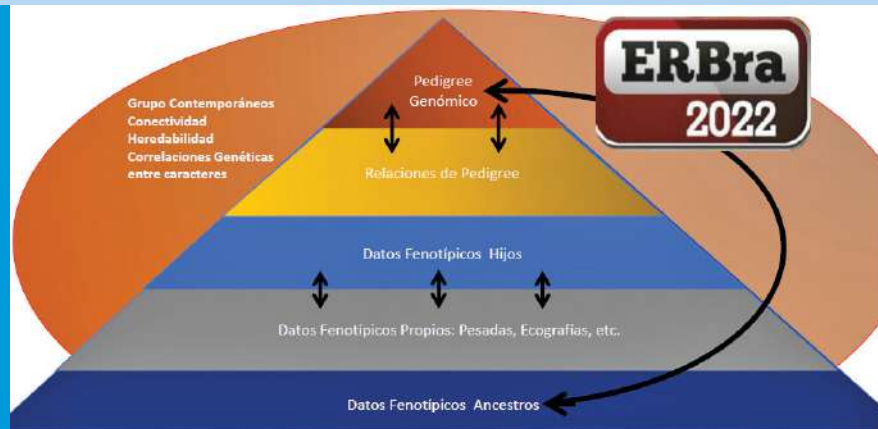 ERBra
2022
Pedigree
Genómico
Grupo Contemporáneos
Conectividad
Heredabilidad
Correlaciones Genéticas
entre caracteres
Relaciones de Pedigree
Datos Fenotípicos Hijos
Datos Fenotípicos Propios: Pesadas, Ecografías, etc.
Datos Fenotípicos Ancestros